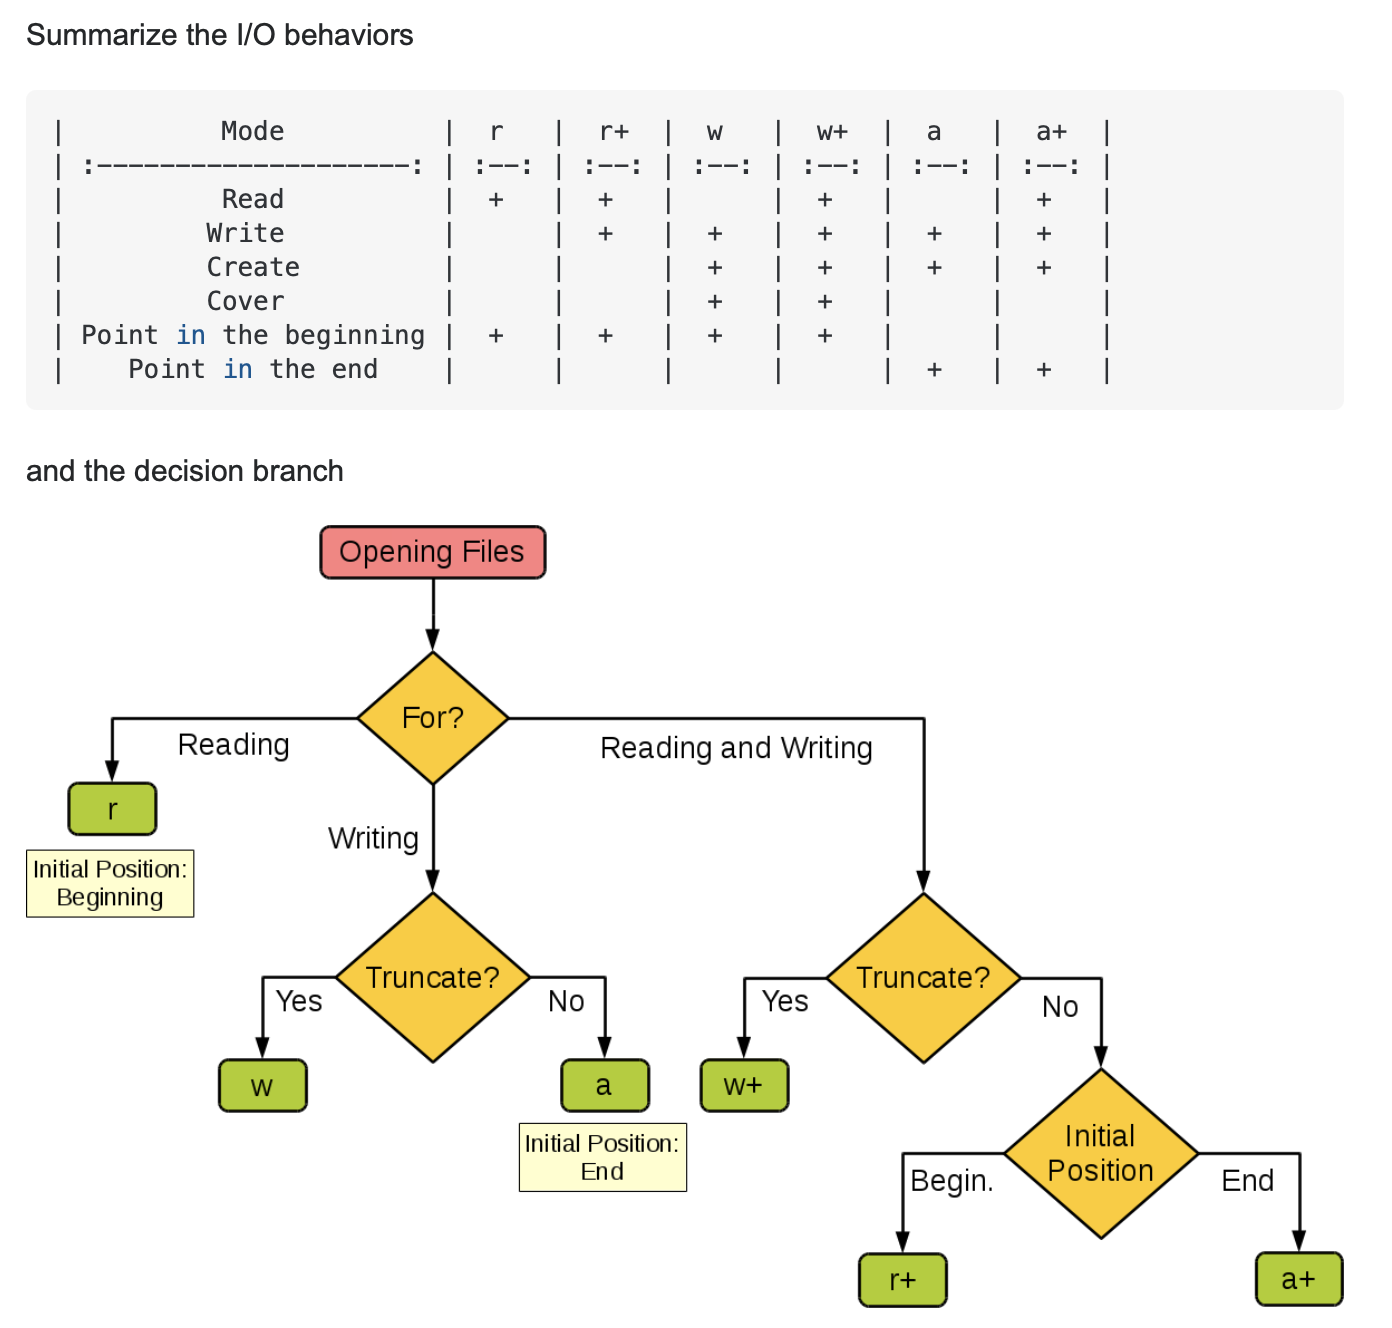 Summarize the I/O behaviors
| Mode | r | r+ | w | w+ | a | a+ |
| :--------------------: | :--: | :--: | :--: | :--: | :--: | :--: |
| Read | + | + | | + | | + |
| Write | | + | + | + | + | + |
| Create | | | + | + | + | + |
| Cover | | | + | + | | |
| Point in the beginning | + | + | + | + | | |
| Point in the end | | | | | + | + |
and the decision branch
Opening Files
For?
Reading
Reading and Writing
r
Initial Position:
Beginning
Writing
Truncate?
Yes
No
w
a
Initial Position:
End
Truncate?
Yes
No
w+
Initial
Position
Begin.
End
r+
a+